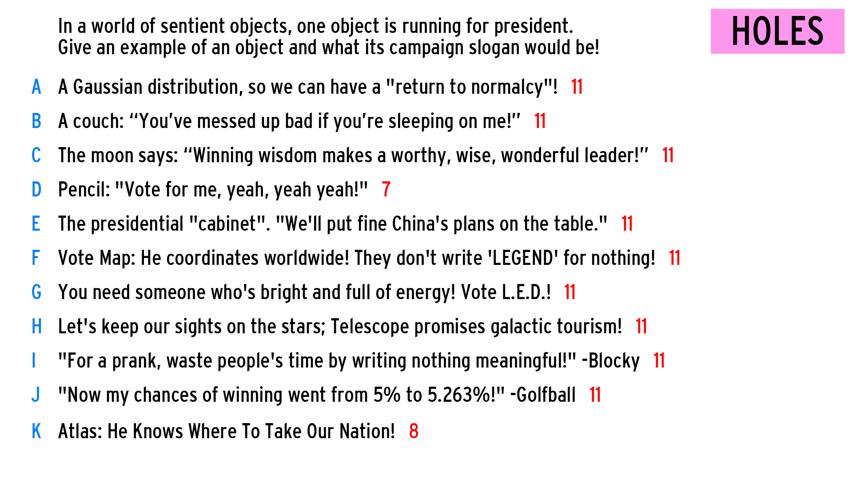 In a world of sentient objects, one object is running for president.
Give an example of an object and what its campaign slogan would be!
HOLES
A A Gaussian distribution, so we can have a "return to normalcy"! 11
B A couch: “You’ve messed up bad if you’re sleeping on me!” 11
C The moon says: “Winning wisdom makes a worthy, wise, wonderful leader!” 11
D Pencil: "Vote for me, yeah, yeah yeah!" 7
E The presidential "cabinet". "We'll put fine China's plans on the table." 11
F Vote Map: He coordinates worldwide! They don't write 'LEGEND' for nothing! 11
G You need someone who's bright and full of energy! Vote L.E.D.! 11
H Let's keep our sights on the stars; Telescope promises galactic tourism! 11
I "For a prank, waste people's time by writing nothing meaningful!" -Blocky 11
J "Now my chances of winning went from 5% to 5.263%!" -Golfball 11
K Atlas: He Knows Where To Take Our Nation! 8